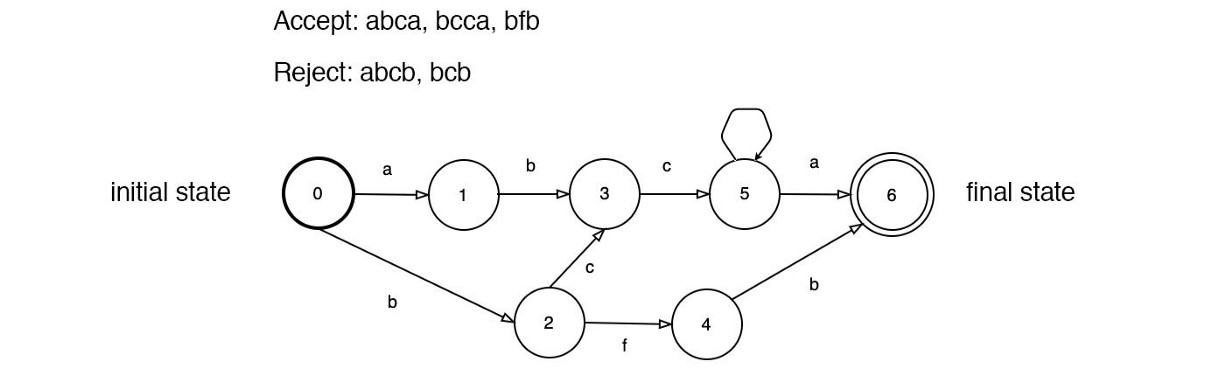 Accept: abca, bcca, bfb
Reject: abcb, bcb
a b c a
initial state 0 1 3 5 6 final state
c
b b
2 4
f